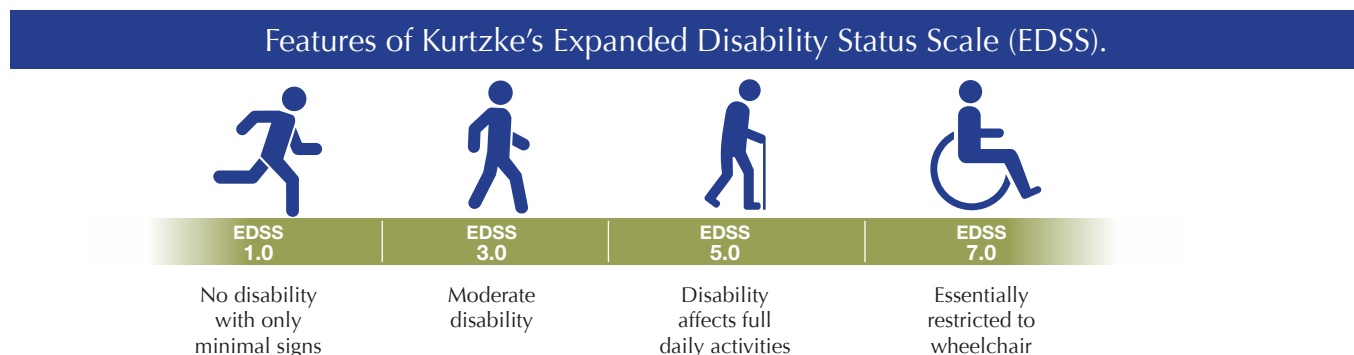 Features of Kurtzke's Expanded Disability Status Scale (EDSS).
EDSS
1.0
EDSS
3.0
EDSS
5.0
EDSS
7.0
No disability
with only
minimal signs
Moderate
disability
Disability
affects full
daily activities
Essentially
restricted to
wheelchair